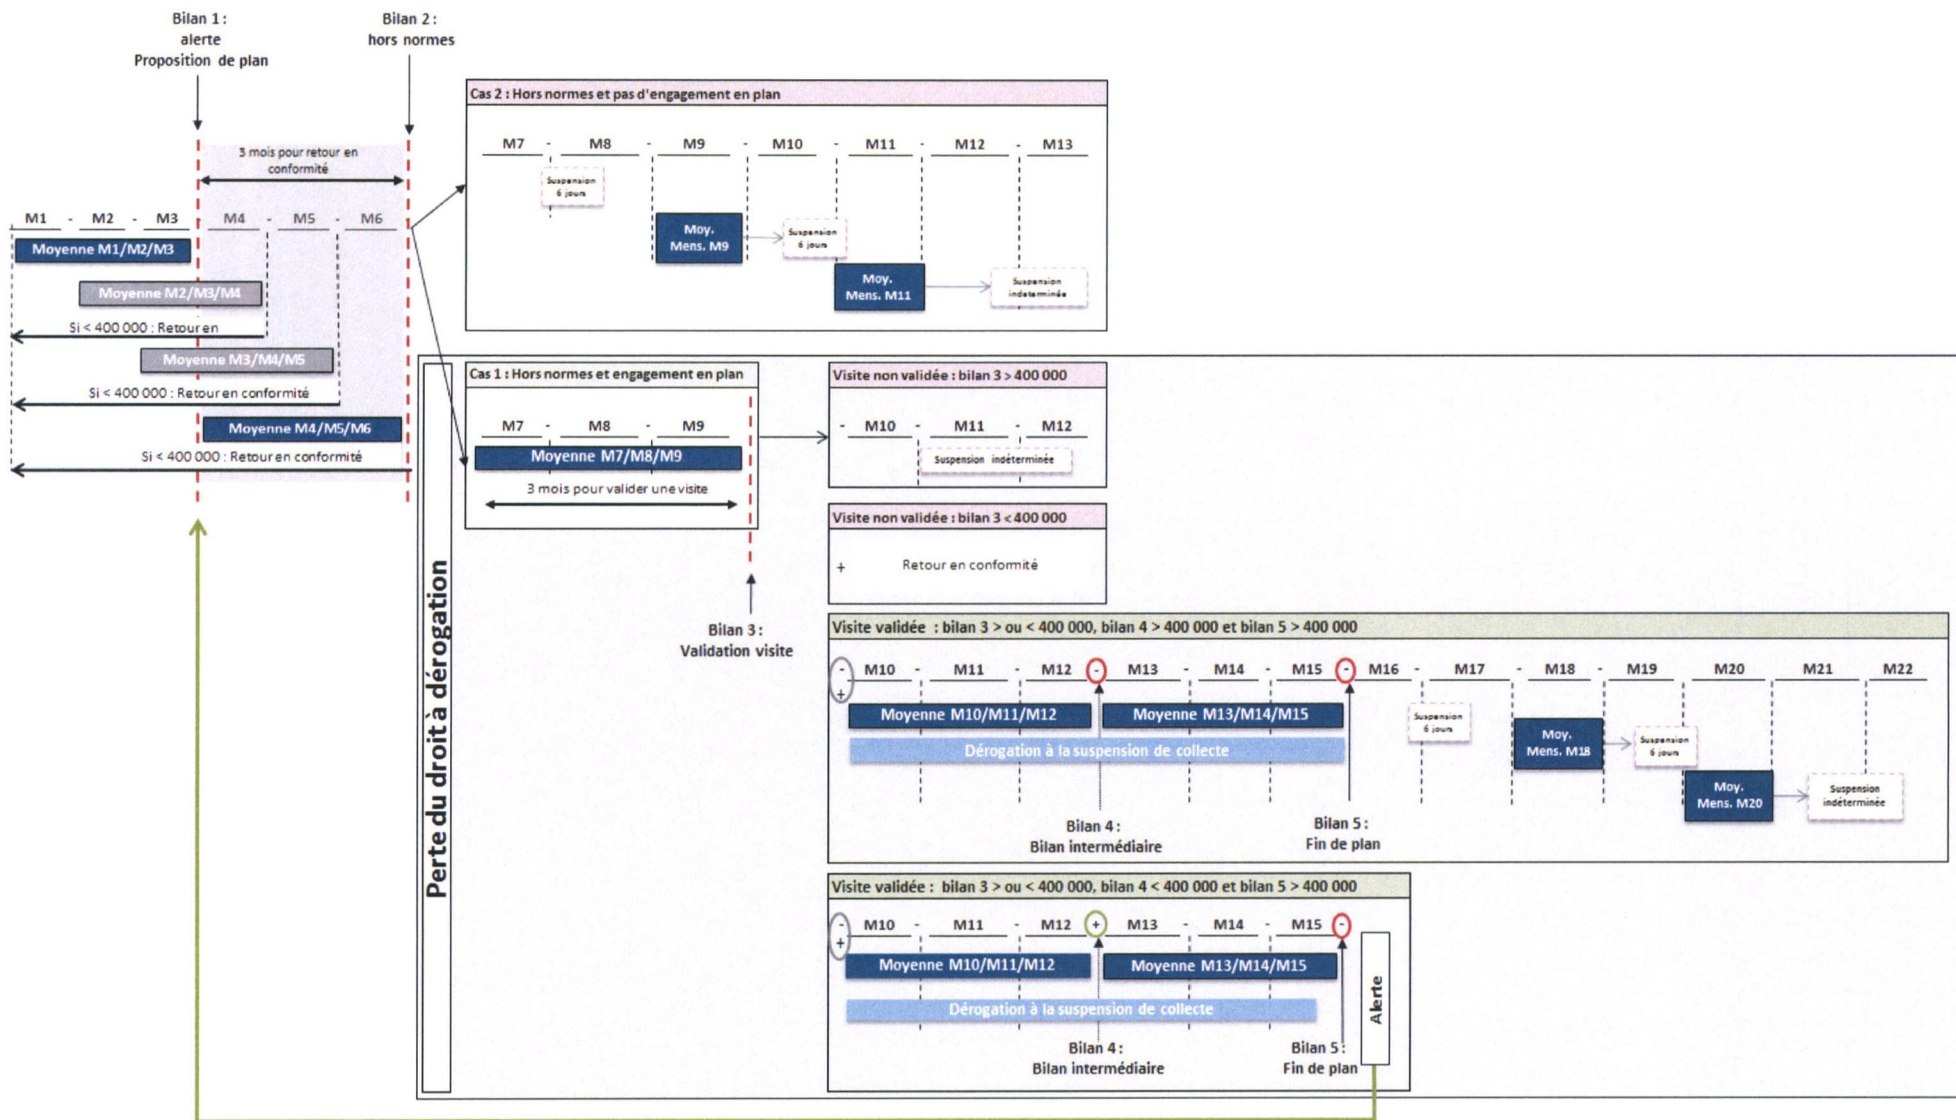 Bilan 1 :
alerte
Proposition de plan
Bilan 2 :
hors normes
3 mois pour retour en
conformité
M1 - M2 - M3 - M4 - M5 - M6
Moyenne M1/M2/M3
Moyenne M2/M3/M4
Si < 400 000 : Retour en
Moyenne M3/M4/M5
Si < 400 000 : Retour en conformité
Moyenne M4/M5/M6
Si < 400 000 : Retour en conformité
Cas 2 : Hors normes et pas d'engagement en plan
M7 - M8 - M9 - M10 - M11 - M12 - M13
Suspension
6 jours
Moy.
Mens. M9
Suspension
6 jours
Moy.
Mens. M11
Suspension
indeterminée
Perte du droit à dérogation
Cas 1 : Hors normes et engagement en plan
M7 - M8 - M9
Moyenne M7/M8/M9
3 mois pour valider une visite
Bilan 3 :
Validation visite
Visite non validée : bilan 3 > 400 000
- M10 - M11 - M12
Suspension indéterminée
Visite non validée : bilan 3 < 400 000
+ Retour en conformité
Visite validée : bilan 3 > ou < 400 000, bilan 4 > 400 000 et bilan 5 > 400 000
- M10 - M11 - M12 - M13 - M14 - M15 - M16 - M17 - M18 - M19 - M20 - M21 - M22
+
Moyenne M10/M11/M12
Moyenne M13/M14/M15
Dérogation à la suspension de collecte
Suspension
6 jours
Moy.
Mens. M18
Suspension
6 jours
Moy.
Mens. M20
Suspension
indéterminée
Bilan 4 :
Bilan intermédiaire
Bilan 5 :
Fin de plan
Visite validée : bilan 3 > ou < 400 000, bilan 4 < 400 000 et bilan 5 > 400 000
- M10 - M11 - M12 + M13 - M14 - M15 -
+
Moyenne M10/M11/M12
Moyenne M13/M14/M15
Dérogation à la suspension de collecte
Bilan 4 :
Bilan intermédiaire
Bilan 5 :
Fin de plan
Alerte